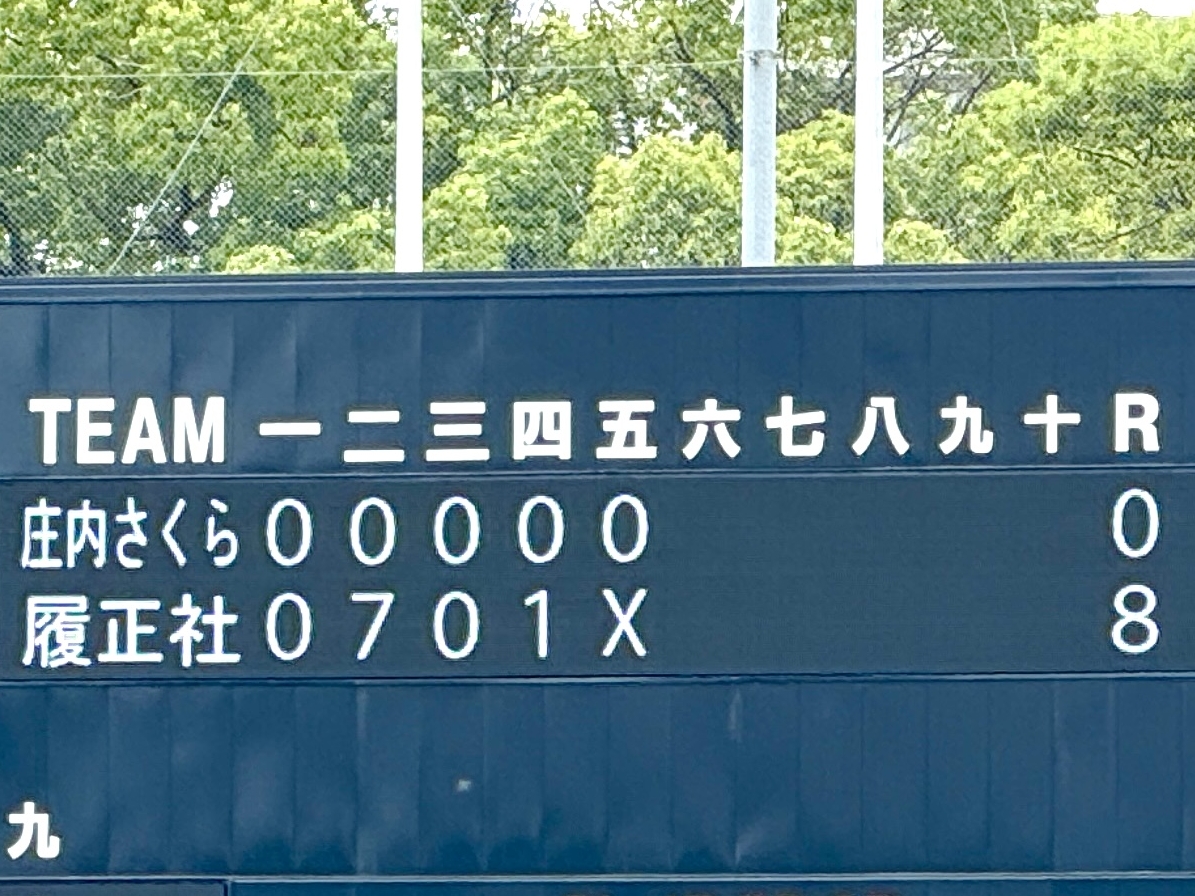 TEAM 一 二 三 四 五 六 七 八 九 十 R
庄内さくら 0 0 0 0 0 0
履正社 0 7 0 1 X 8
九